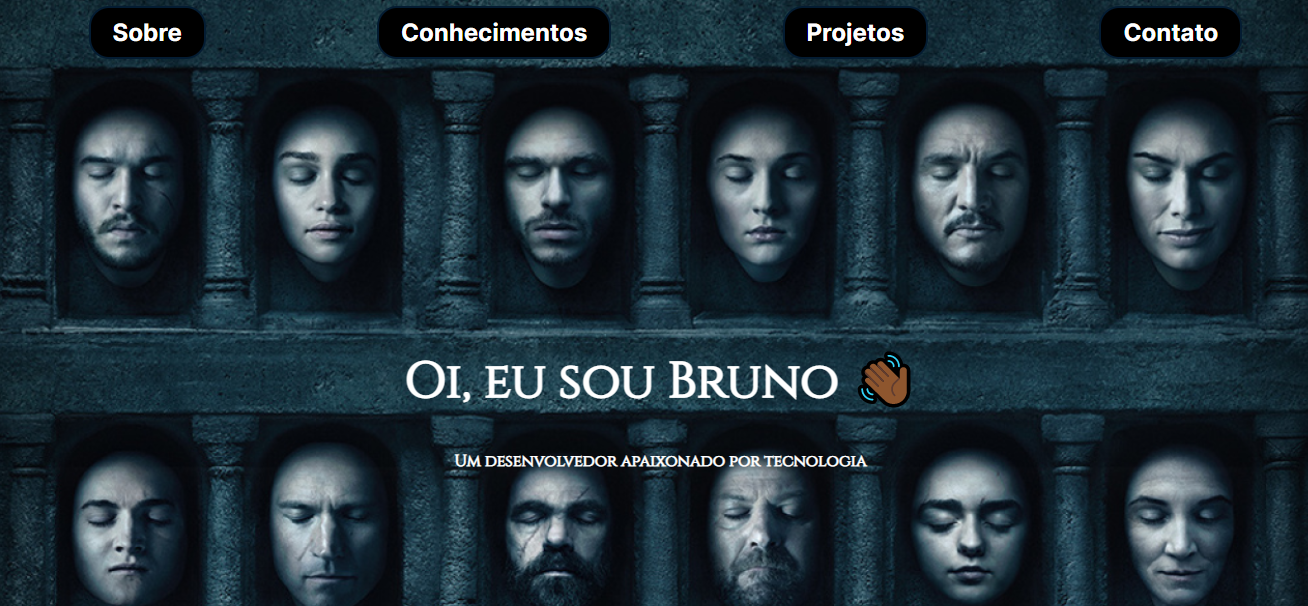 Sobre Conhecimentos Projetos Contato
Oi, eu sou Bruno 👋🏾
Um desenvolvedor apaixonado por tecnologia